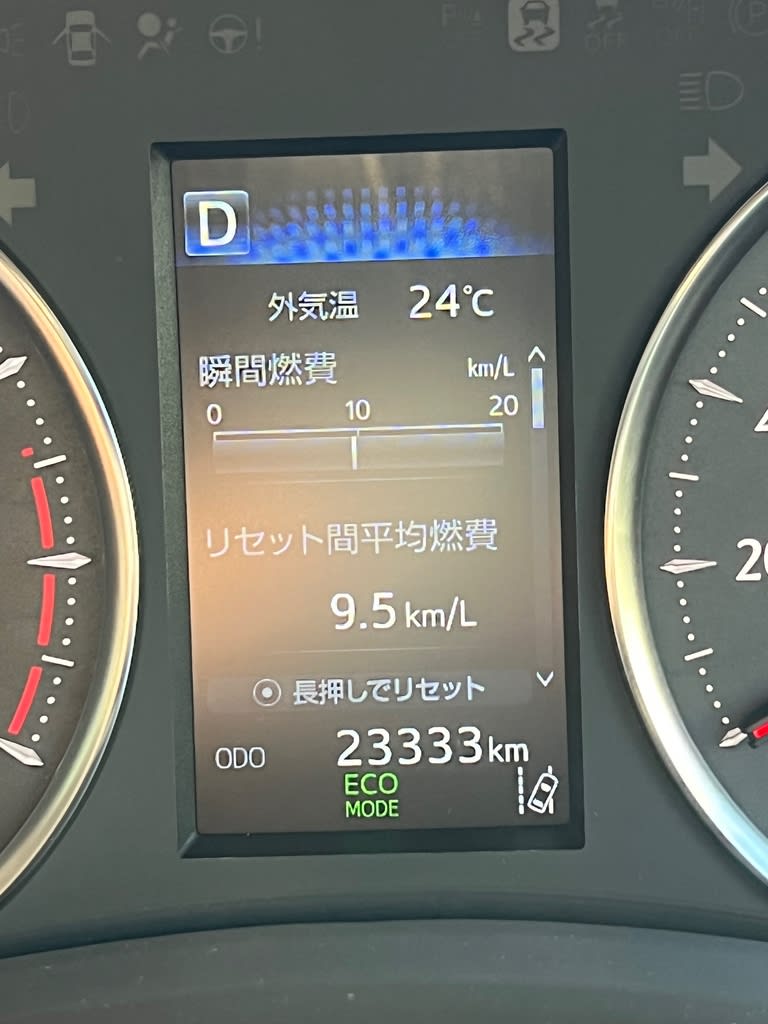 OFF
D
外気温 24℃
瞬間燃費 km/L
0 10 20
リセット間平均燃費
9.5 km/L
長押しでリセット
ODO 23333 km
ECO
MODE